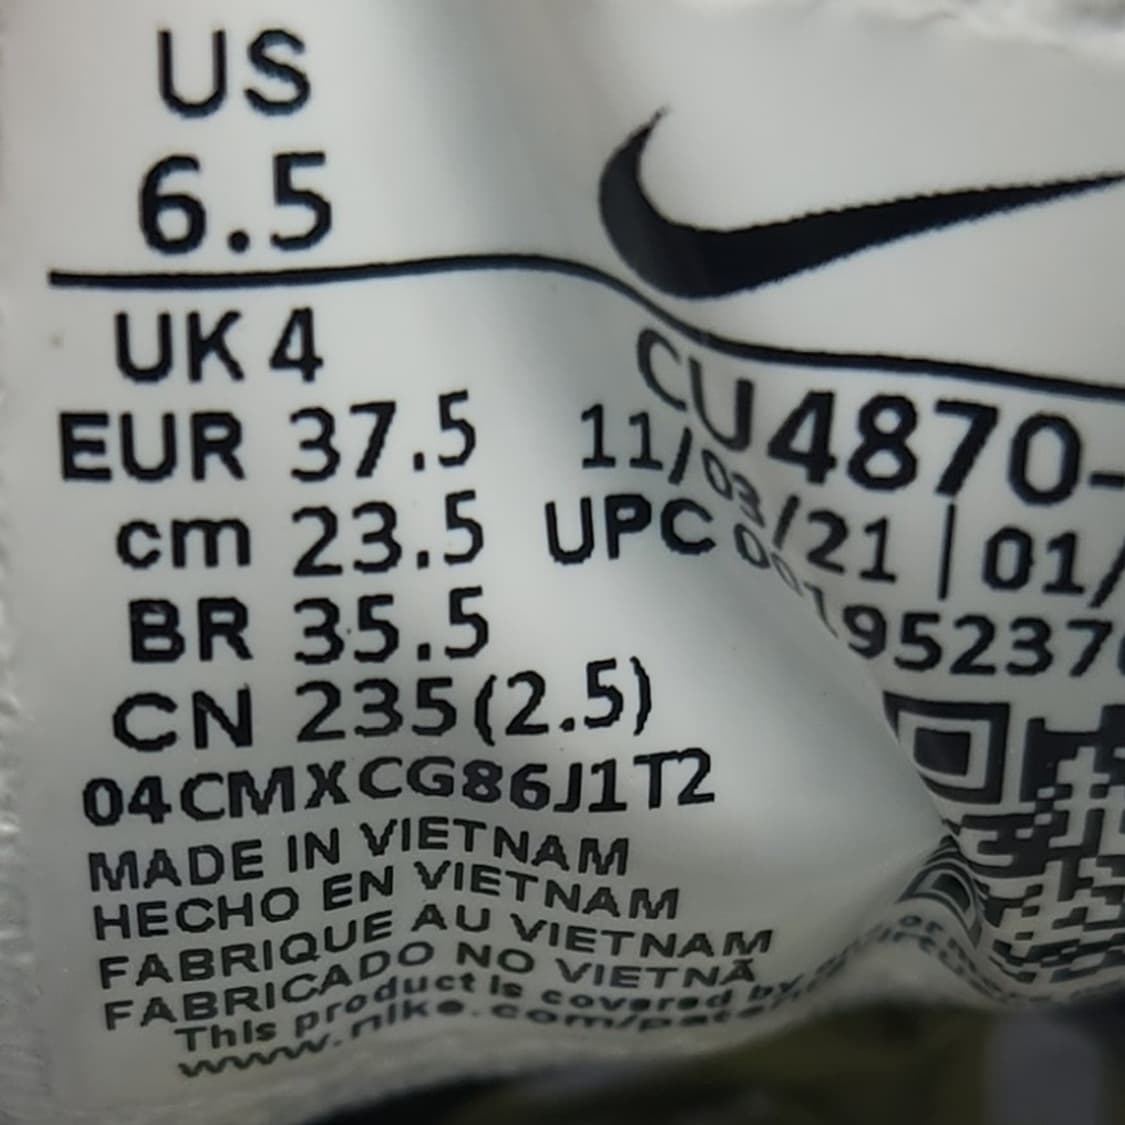 US
6.5
UK 4
EUR 37.5
cm 23.5
BR 35.5
CN 235(2.5)
04CMXCG86J1T2
MADE IN VIETNAM
HECHO EN VIETNAM
FABRIQUE AU VIETNAM
FABRICADO NO VIETNÃ
This product is covered by
www.nike.com/
CU4870-
11/03/21 | 01/
UPC 00195237